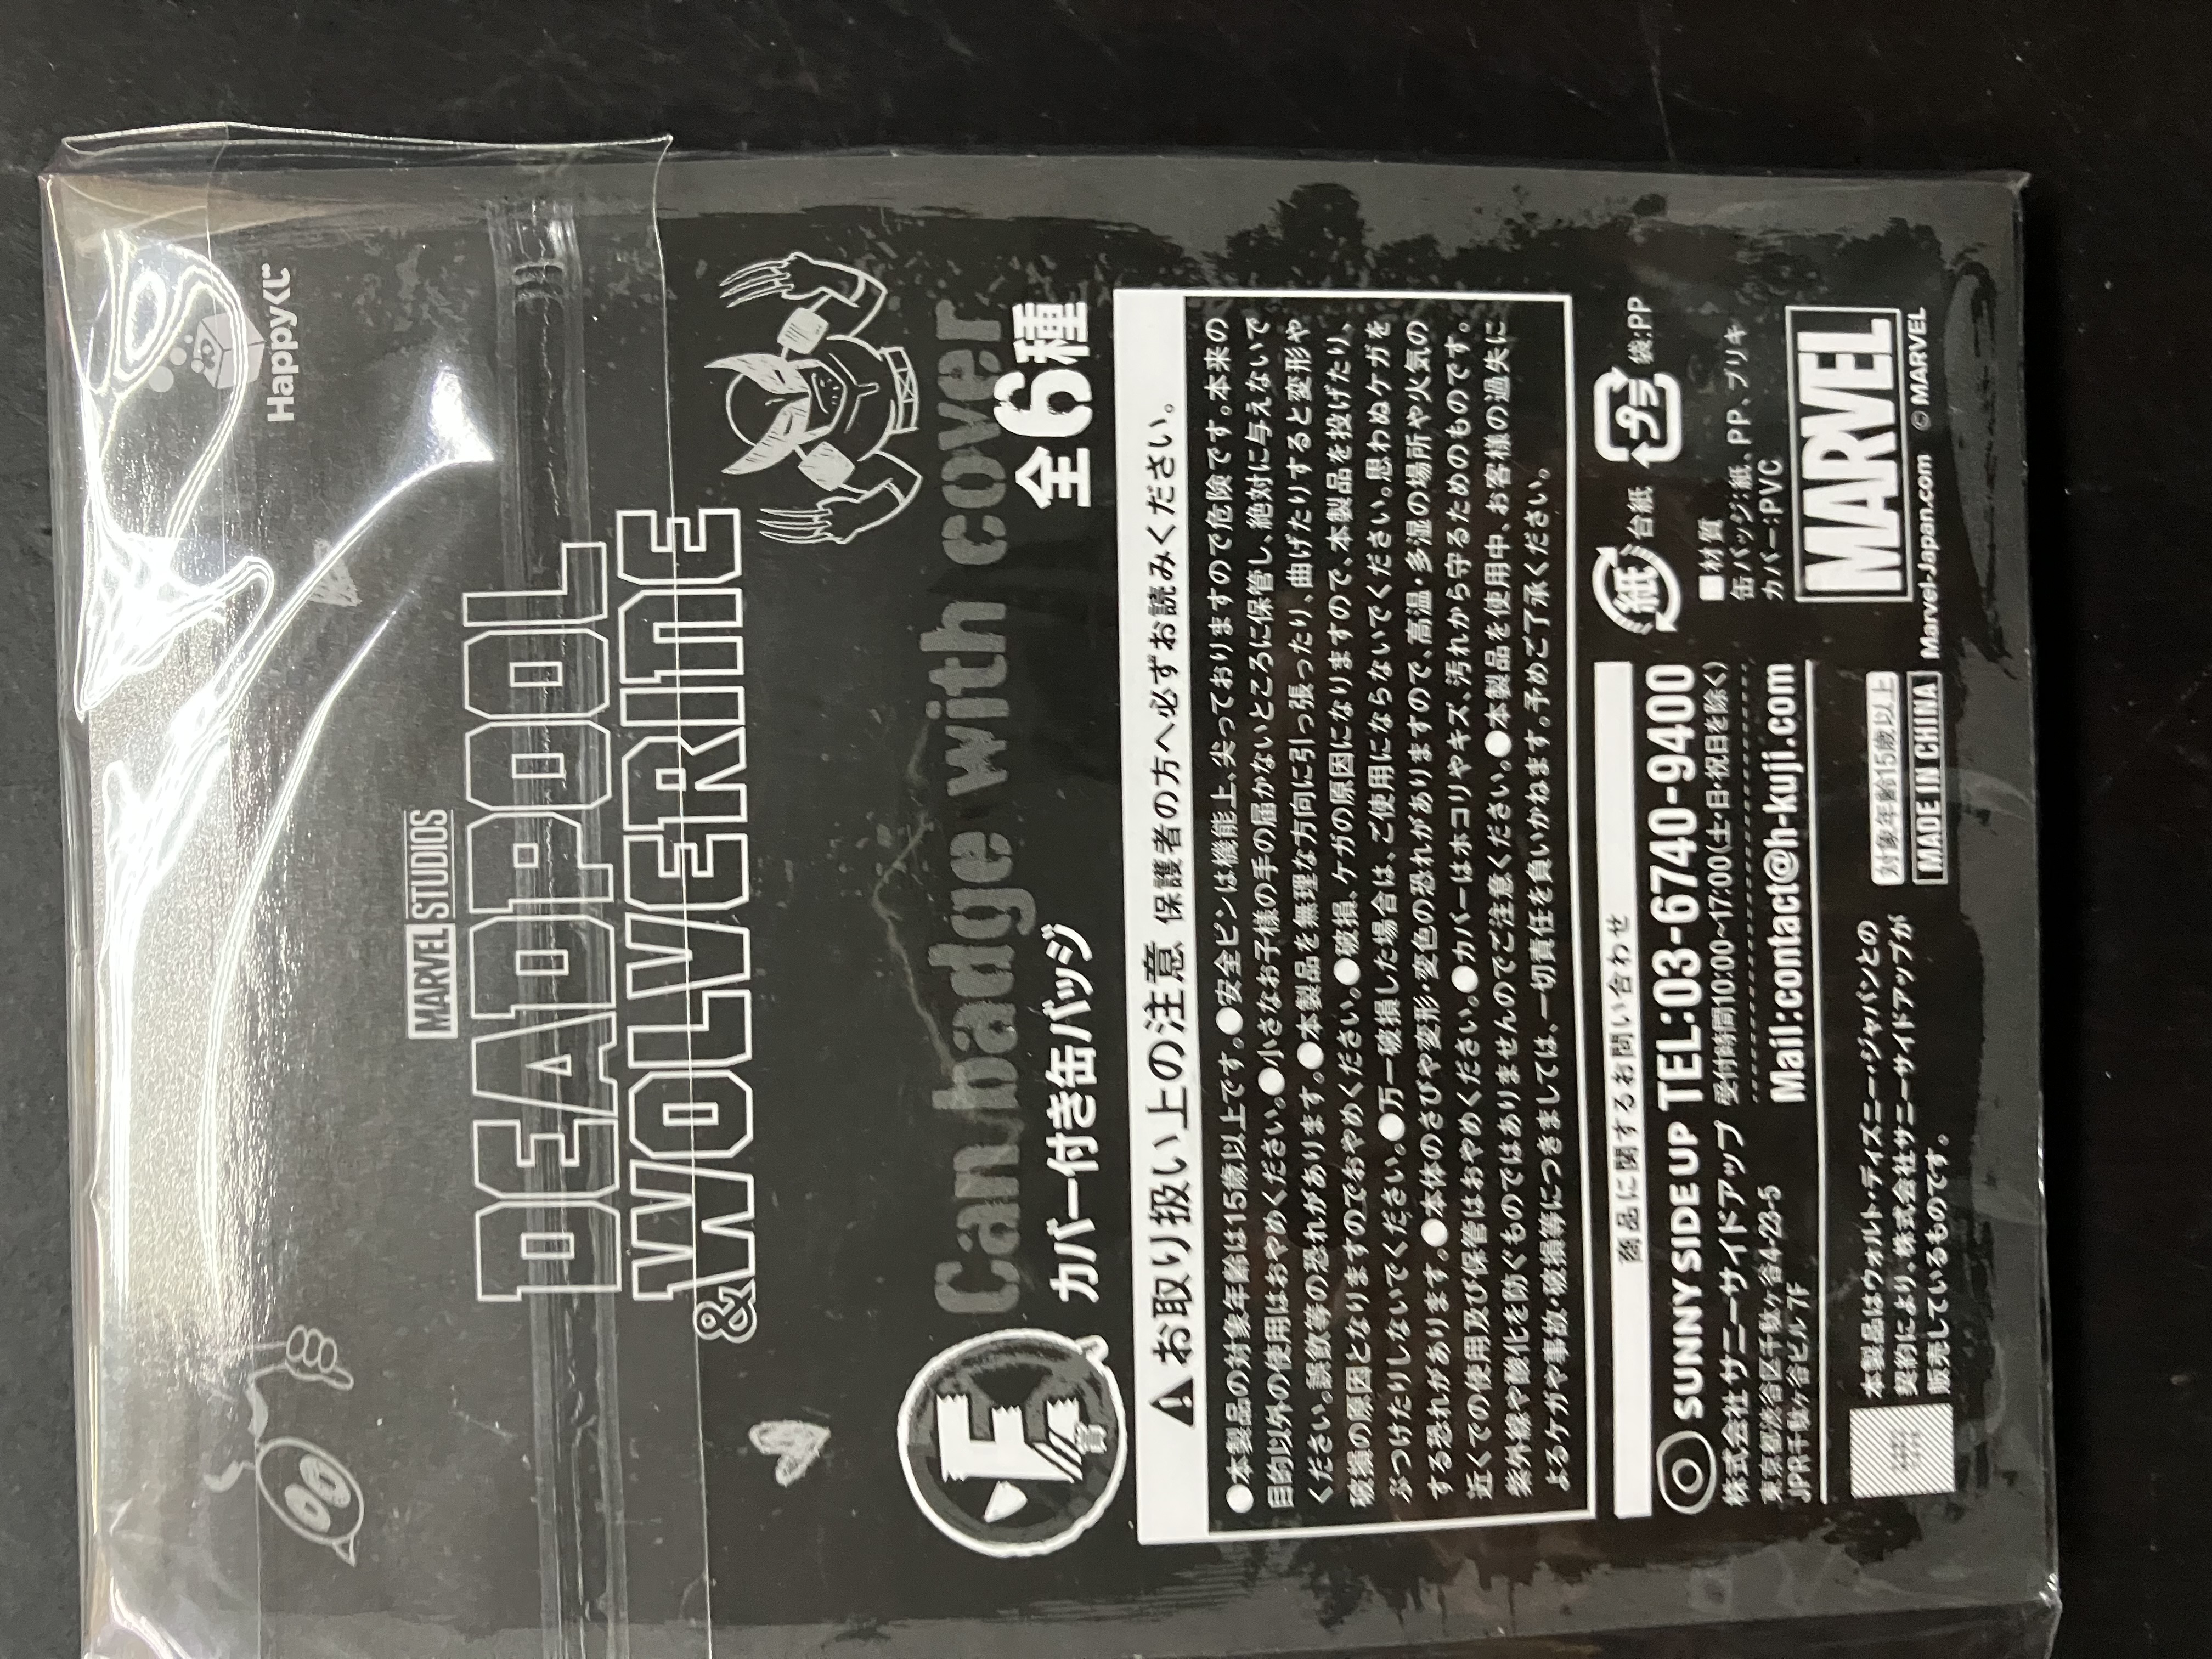 Happyくじ
MARVEL STUDIOS
DEADPOOL
& WOLVERINE
E賞
Can badge with cover
カバー付き缶バッジ 全6種
お取り扱い上の注意 保護者の方へ必ずお読みください。
●本製品の対象年齢は15歳以上です。●安全ピンは機能上、尖っておりますので危険です。本来の
目的以外の使用はおやめください。●小さなお子様の手の届かないところに保管し、絶対に与えないで
ください。誤飲等の恐れがあります。●本製品を無理な方向に引っ張ったり、曲げたりすると変形や
破損の原因となりますのでおやめください。●破損、ケガの原因になりますので、本製品を投げたり、
ぶつけたりしないでください。●万一破損した場合は、ご使用にならないでください。思わぬケガを
する恐れがあります。●本体のさびや変形・変色の恐れがありますので、高温・多湿の場所や火気の
近くでの使用及び保管はおやめください。●カバーはホコリやキズ、汚れから守るためのものです。
紫外線や酸化を防ぐものではありませんのでご注意ください。●本製品を使用中、お客様の過失に
よるケガや事故・破損等につきましては、一切責任を負いかねます。予めご了承ください。
商品に関するお問い合わせ
SUNNY SIDE UP TEL:03-6740-9400
株式会社サニーサイドアップ 受付時間10:00~17:00(土・日・祝日を除く)
東京都渋谷区千駄ヶ谷4-23-5
JPR千駄ヶ谷ビル 7F
Mail:contact@h-kuji.com
紙 台紙 プラ 袋:PP
■材質
缶バッジ:紙、PP、ブリキ
カバー:PVC
本製品はウォルト・ディズニー・ジャパンとの
契約により、株式会社サニーサイドアップが
販売しているものです。
対象年齢15歳以上
MADE IN CHINA
MARVEL
Marvel-Japan.com © MARVEL